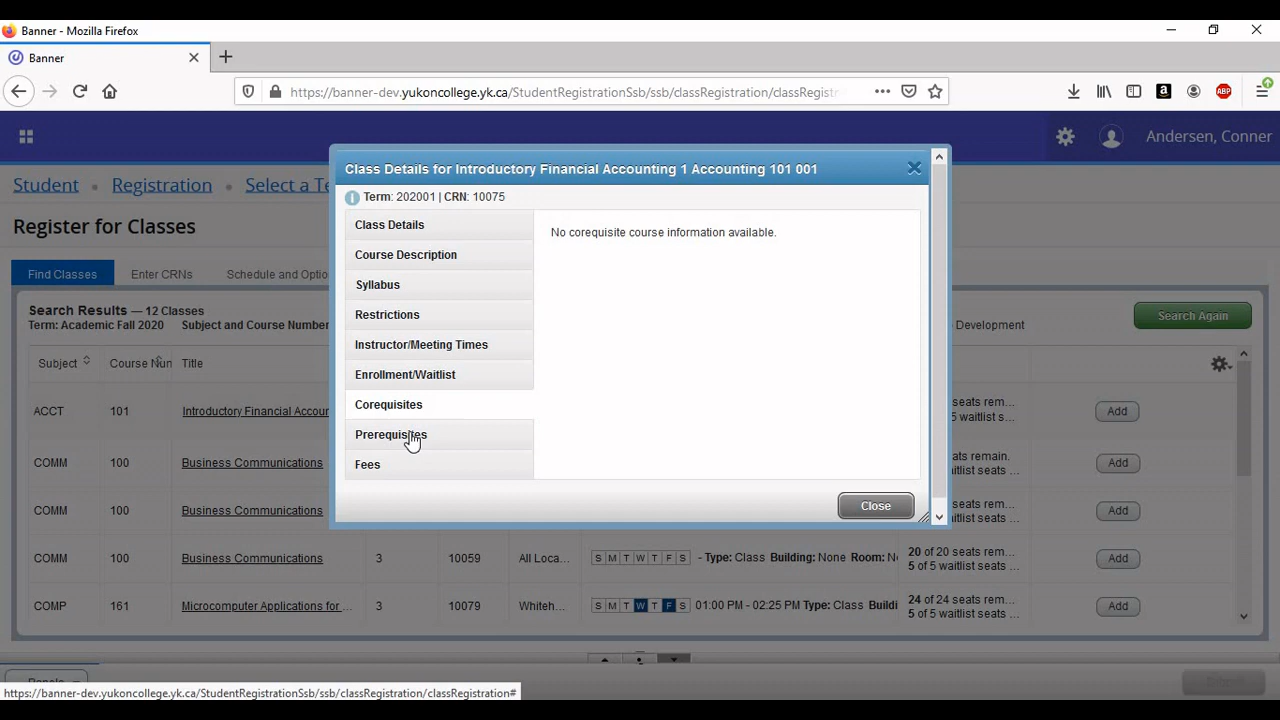 Banner - Mozilla Firefox
Banner
https://banner-dev.yukoncollege.yk.ca/StudentRegistrationSsb/ssb/classRegistration/classRegistr
ABP
Andersen, Conner
Student Registration Select a Te
Register for Classes
Find Classes Enter CRNs Schedule and Optio
Search Results — 12 Classes
Term: Academic Fall 2020 Subject and Course Number
Development
Search Again
Subject Course Num Title
ACCT 101 Introductory Financial Accour
seats rem...
waitlist s...
Add
COMM 100 Business Communications
seats remain.
waitlist seats
Add
COMM 100 Business Communications
seats rem...
waitlist seats ...
Add
COMM 100 Business Communications 3 10059 All Loca... S M T W T F S - Type: Class Building: None Room: N
20 of 20 seats rem...
5 of 5 waitlist seats ...
Add
COMP 161 Microcomputer Applications for ... 3 10079 Whiteh... S M T W T F S 01:00 PM - 02:25 PM Type: Class Buildi
24 of 24 seats rem...
5 of 5 waitlist seats ...
Add
Class Details for Introductory Financial Accounting 1 Accounting 101 001
Term: 202001 | CRN: 10075
Class Details
Course Description
Syllabus
Restrictions
Instructor/Meeting Times
Enrollment/Waitlist
Corequisites
Prerequisites
Fees
No corequisite course information available.
Close
Panels
Submit
https://banner-dev.yukoncollege.yk.ca/StudentRegistrationSsb/ssb/classRegistration/classRegistration#